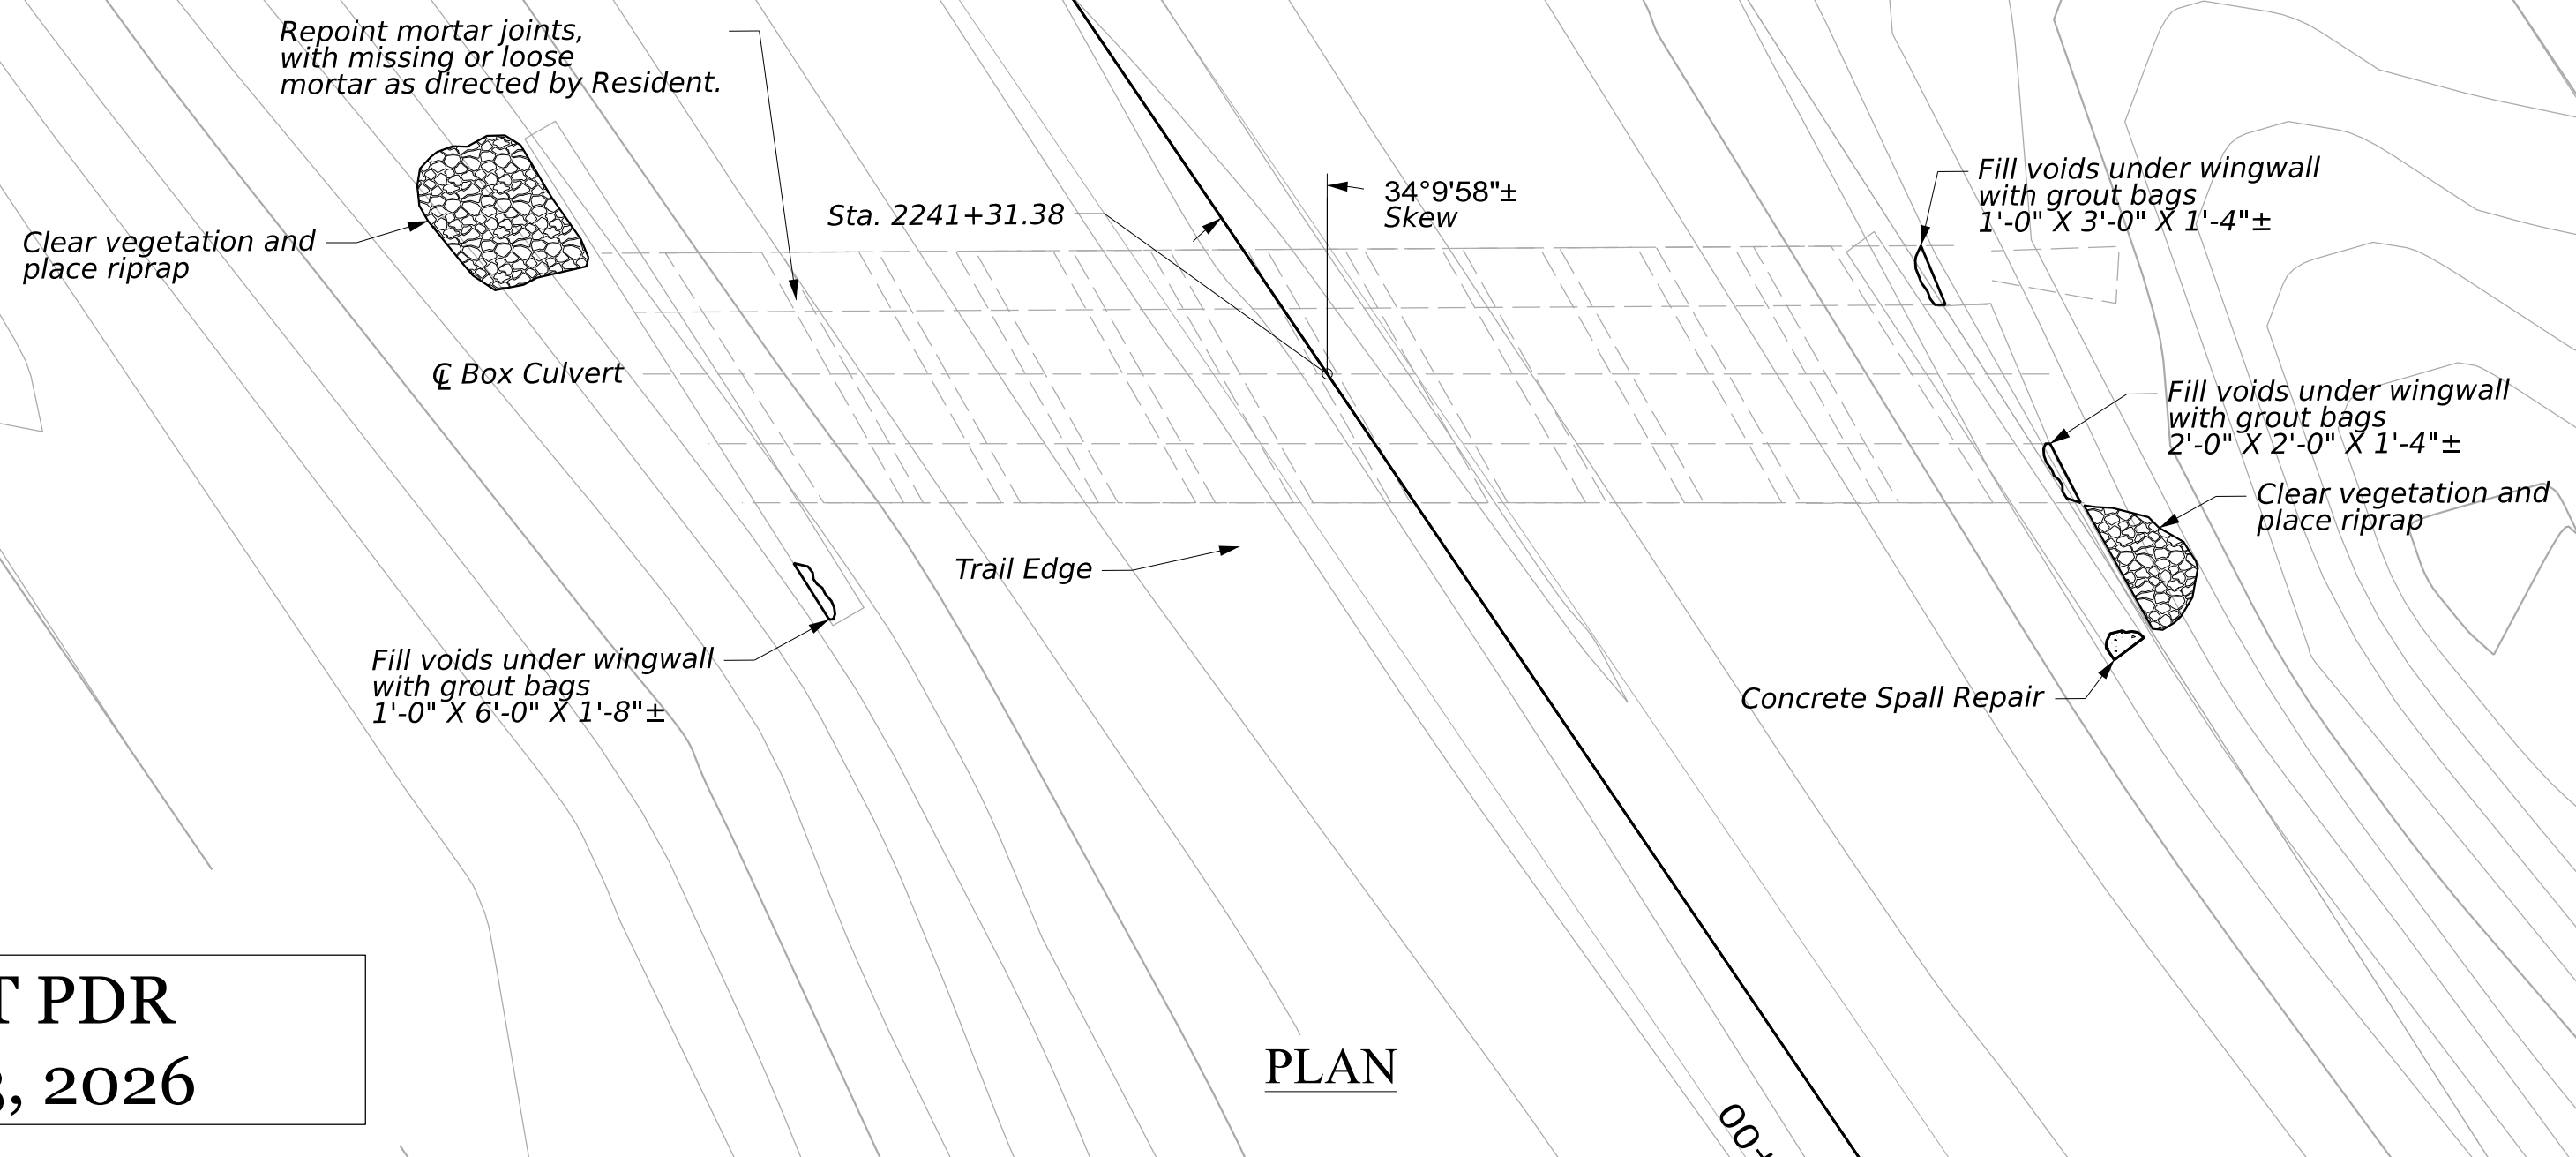 Repoint mortar joints,
with missing or loose
mortar as directed by Resident.
Clear vegetation and
place riprap
Sta. 2241+31.38
34°9'58"±
Skew
Fill voids under wingwall
with grout bags
1'-0" X 3'-0" X 1'-4"±
℄ Box Culvert
Fill voids under wingwall
with grout bags
2'-0" X 2'-0" X 1'-4"±
Clear vegetation and
place riprap
Trail Edge
Fill voids under wingwall
with grout bags
1'-0" X 6'-0" X 1'-8"±
Concrete Spall Repair
PDR
, 2026
PLAN
00